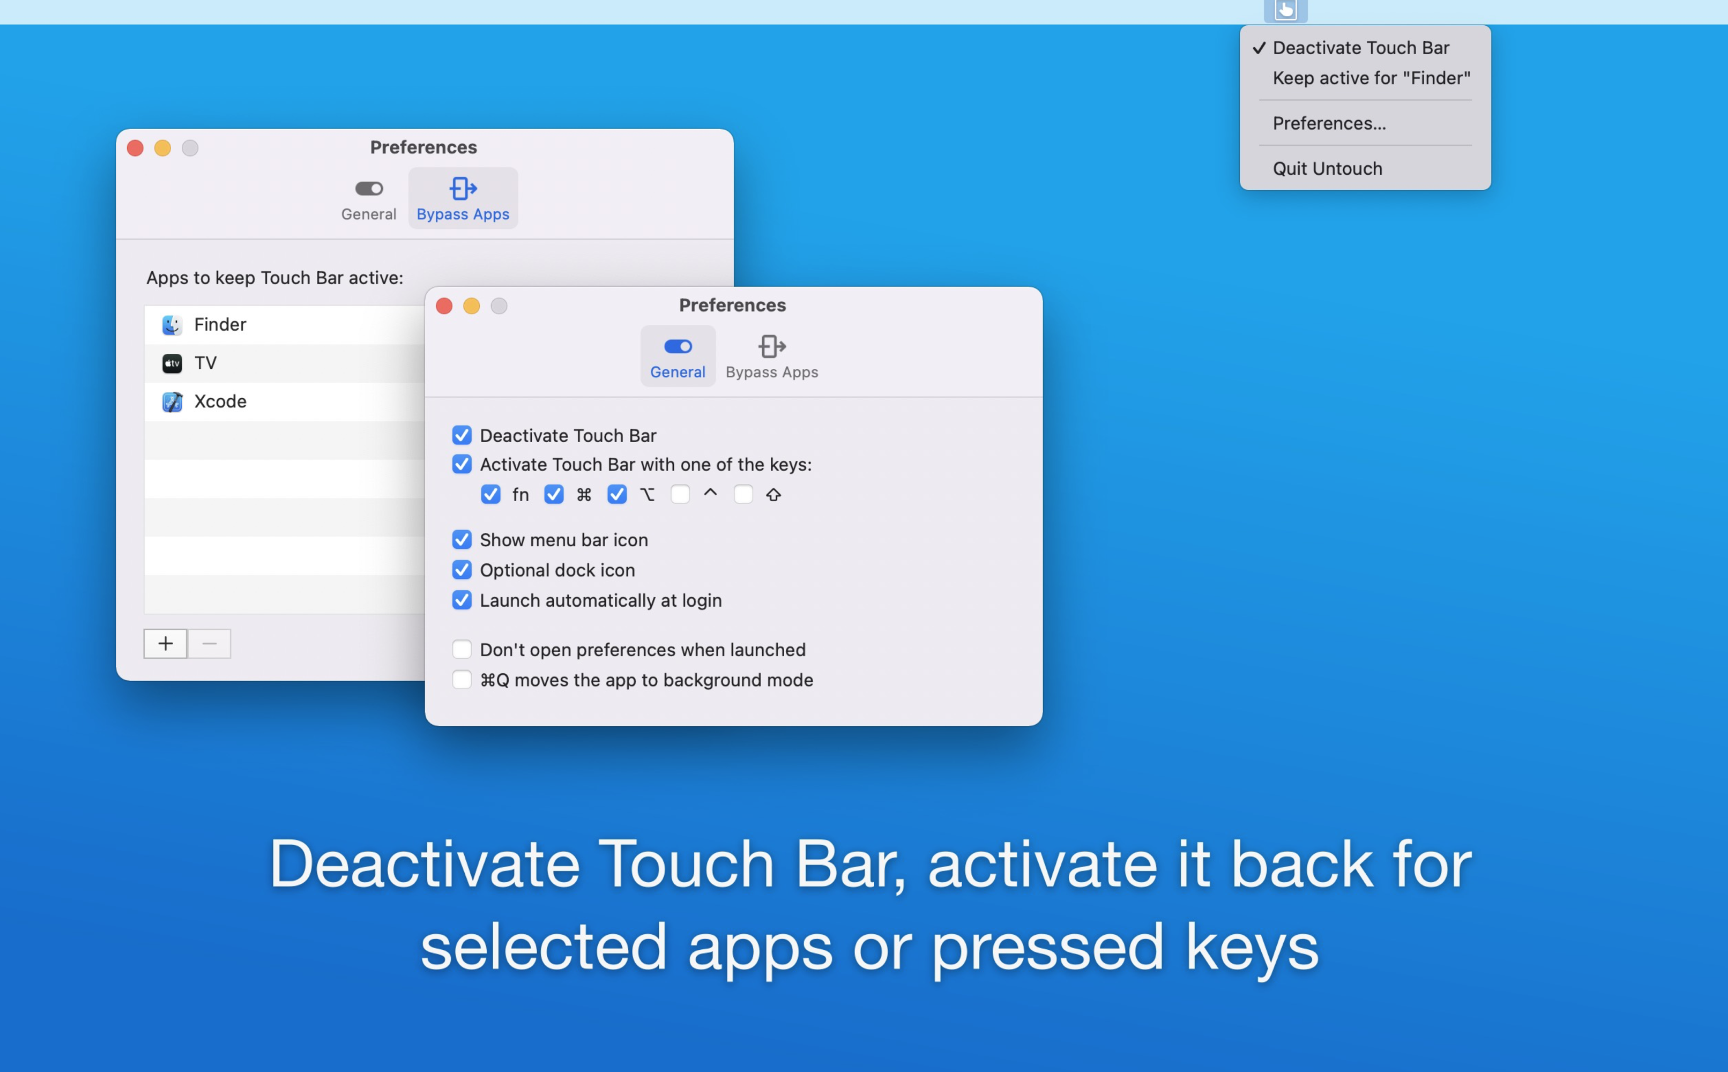 ✓ Deactivate Touch Bar
Keep active for "Finder"
Preferences...
Quit Untouch
Preferences
General
Bypass Apps
Apps to keep Touch Bar active:
Finder
tv TV
Xcode
+ −
Preferences
General
Bypass Apps
Deactivate Touch Bar
Activate Touch Bar with one of the keys:
fn ⌘ ⌥ ^ ⇧
Show menu bar icon
Optional dock icon
Launch automatically at login
Don't open preferences when launched
⌘Q moves the app to background mode
Deactivate Touch Bar, activate it back for
selected apps or pressed keys